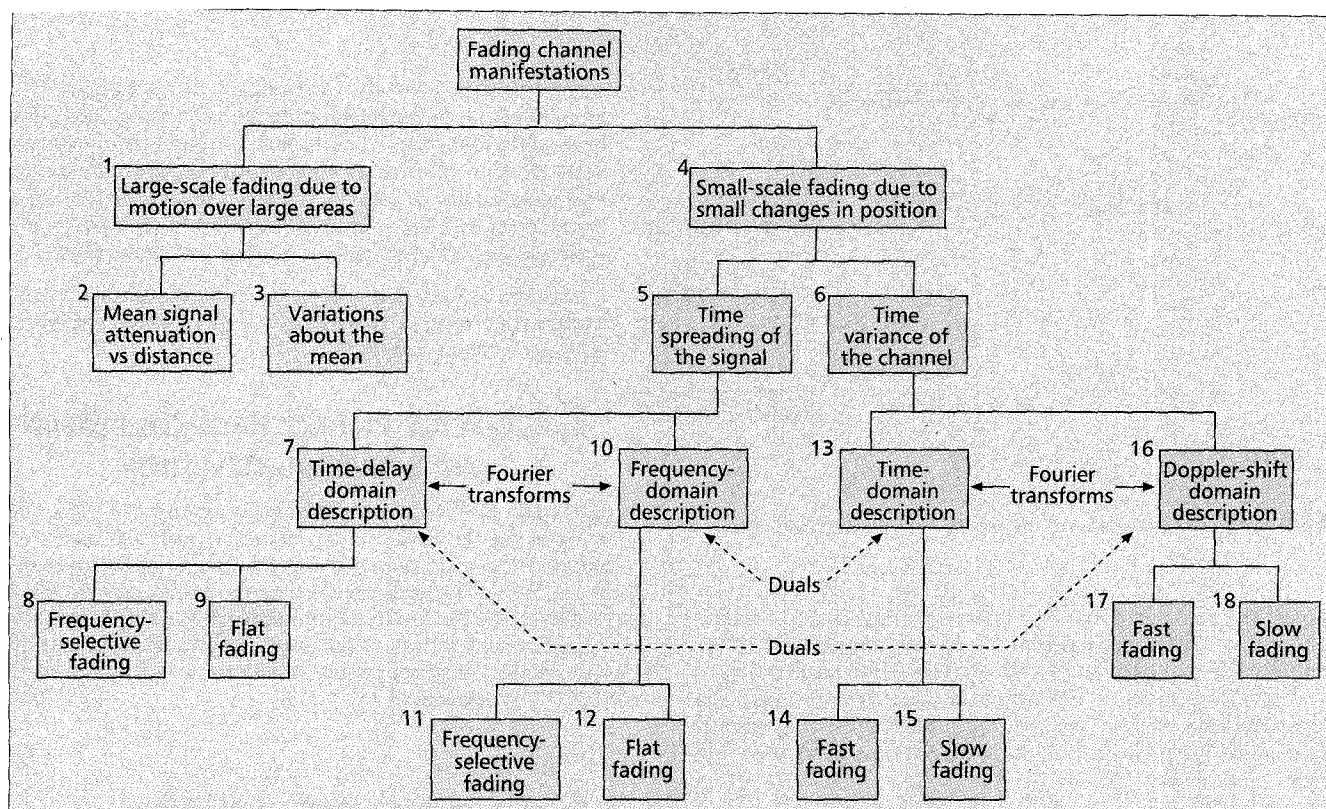 Fading channel
manifestations
1
Large-scale fading due to
motion over large areas
4
Small-scale fading due to
small changes in position
2
Mean signal
attenuation
vs distance
3
Variations
about the
mean
5
Time
spreading of
the signal
6
Time
variance of
the channel
7
Time-delay
domain
description
Fourier
transforms
10
Frequency-
domain
description
13
Time-
domain
description
Fourier
transforms
16
Doppler-shift
domain
description
Duals
Duals
8
Frequency-
selective
fading
9
Flat
fading
17
Fast
fading
18
Slow
fading
11
Frequency-
selective
fading
12
Flat
fading
14
Fast
fading
15
Slow
fading